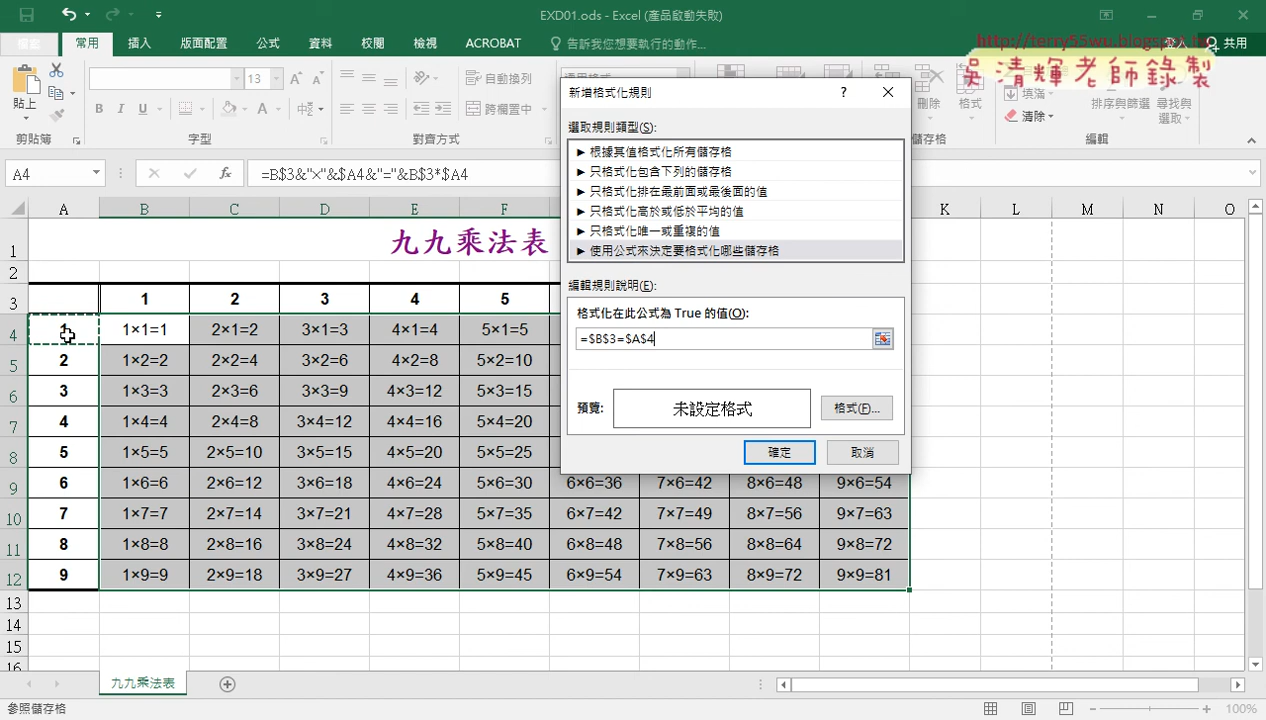 EXD01.ods - Excel (產品啟動失敗)
http://terry55wu.blogspot.tw
吳清輝老師錄製
檔案 常用 插入 版面配置 公式 資料 校閱 檢視 ACROBAT 告訴我您想要執行的動作... 登入 共用
貼上
13
B I U
自動換列
跨欄置中
通用格式
刪除 格式
填滿
清除
排序與篩選 尋找與選取
剪貼簿 字型 對齊方式 儲存格 編輯
A4 =B$3&"×"&$A4&"="&B$3*$A4
A B C D E F K L M N O
1 九九乘法表
2
3 1 2 3 4 5
4 1 1×1=1 2×1=2 3×1=3 4×1=4 5×1=5
5 2 1×2=2 2×2=4 3×2=6 4×2=8 5×2=10
6 3 1×3=3 2×3=6 3×3=9 4×3=12 5×3=15
7 4 1×4=4 2×4=8 3×4=12 4×4=16 5×4=20
8 5 1×5=5 2×5=10 3×5=15 4×5=20 5×5=25
9 6 1×6=6 2×6=12 3×6=18 4×6=24 5×6=30 6×6=36 7×6=42 8×6=48 9×6=54
10 7 1×7=7 2×7=14 3×7=21 4×7=28 5×7=35 6×7=42 7×7=49 8×7=56 9×7=63
11 8 1×8=8 2×8=16 3×8=24 4×8=32 5×8=40 6×8=48 7×8=56 8×8=64 9×8=72
12 9 1×9=9 2×9=18 3×9=27 4×9=36 5×9=45 6×9=54 7×9=63 8×9=72 9×9=81
13
14
15
16
新增格式化規則
選取規則類型(S):
► 根據其值格式化所有儲存格
► 只格式化包含下列的儲存格
► 只格式化排在最前面或最後面的值
► 只格式化高於或低於平均的值
► 只格式化唯一或重複的值
► 使用公式來決定要格式化哪些儲存格
編輯規則說明(E):
格式化在此公式為 True 的值(O):
=$B$3=$A$4
預覽: 未設定格式 格式(F)...
確定 取消
九九乘法表
參照儲存格 100%